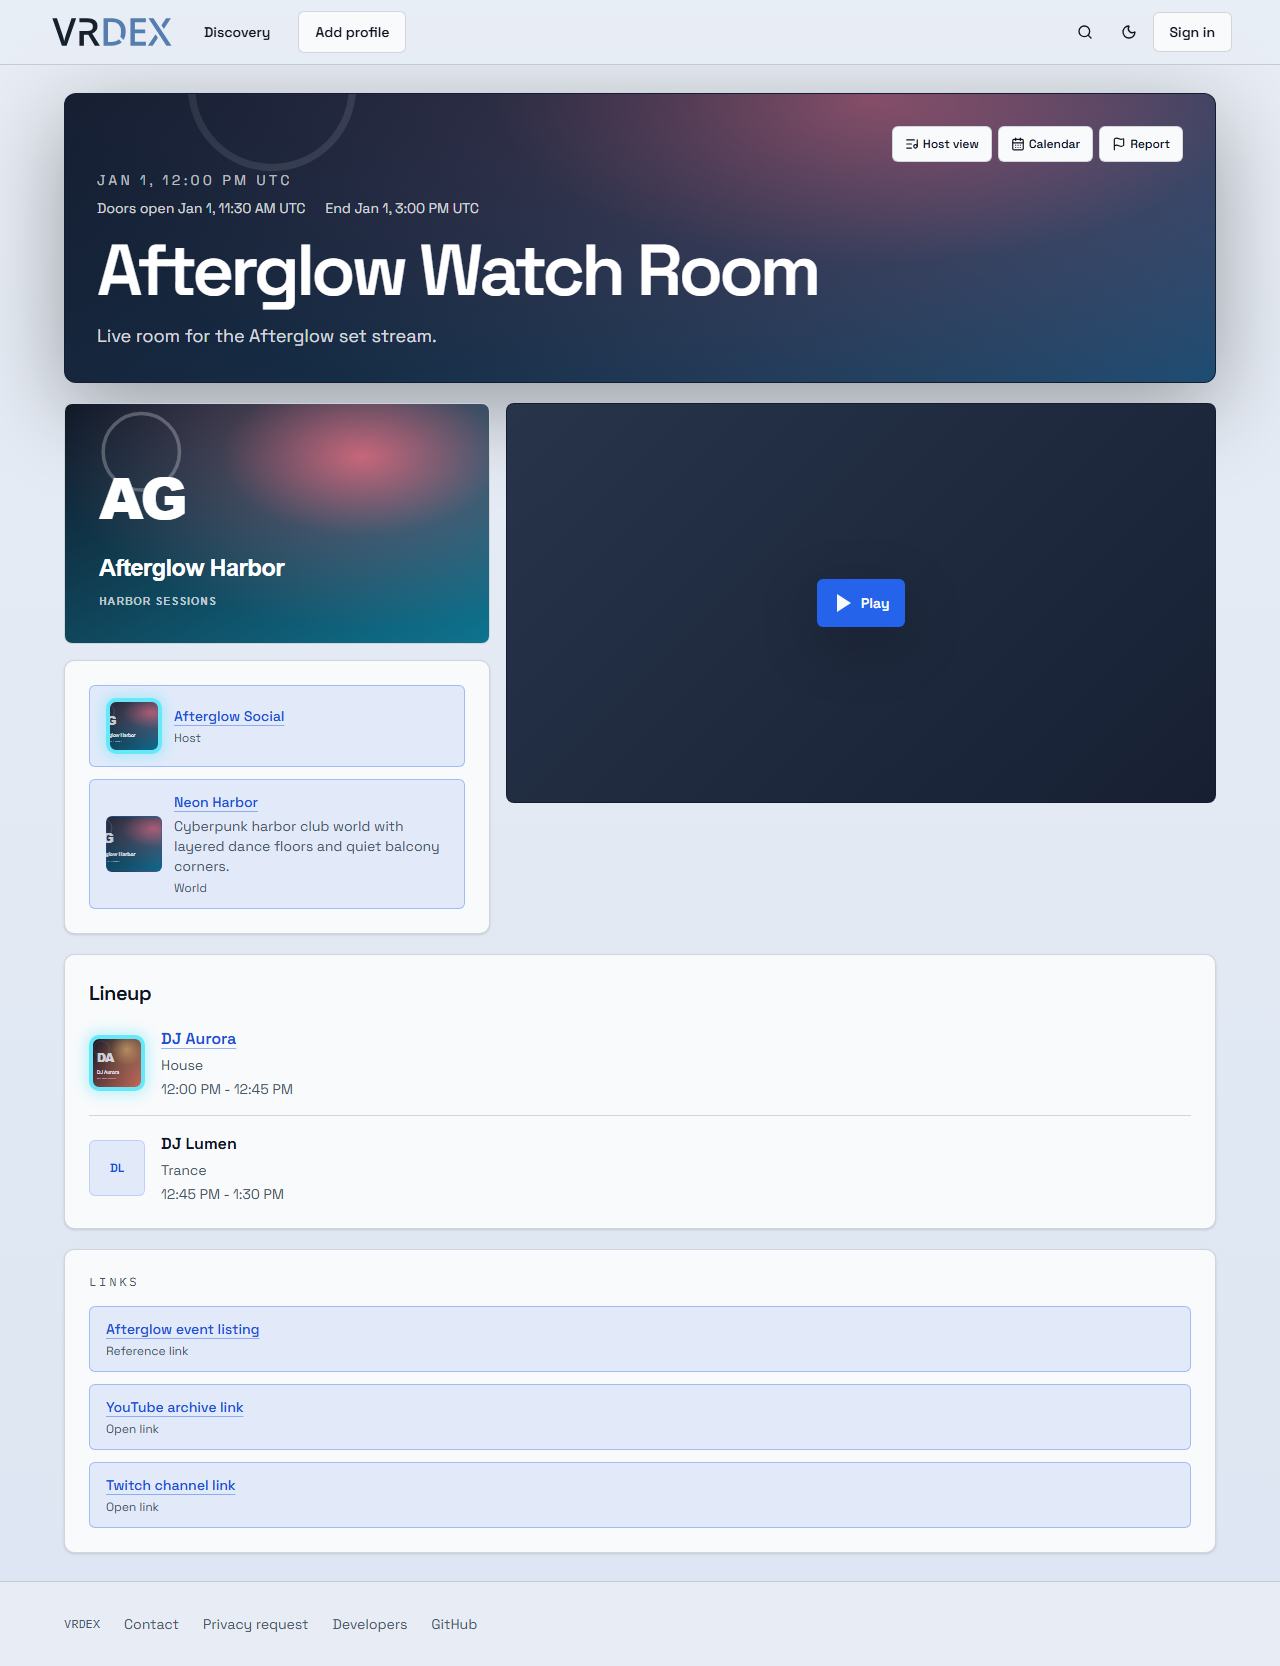 VRDEX
Discovery
Add profile
Sign in
Host view
Calendar
Report
JAN 1, 12:00 PM UTC
Doors open Jan 1, 11:30 AM UTC End Jan 1, 3:00 PM UTC
Afterglow Watch Room
Live room for the Afterglow set stream.
AG
Afterglow Harbor
HARBOR SESSIONS
Play
Afterglow Social
Host
Neon Harbor
Cyberpunk harbor club world with
layered dance floors and quiet balcony
corners.
World
Lineup
DA
DJ Aurora
DJ Aurora
House
12:00 PM - 12:45 PM
DL
DJ Lumen
Trance
12:45 PM - 1:30 PM
LINKS
Afterglow event listing
Reference link
YouTube archive link
Open link
Twitch channel link
Open link
VRDEX
Contact
Privacy request
Developers
GitHub